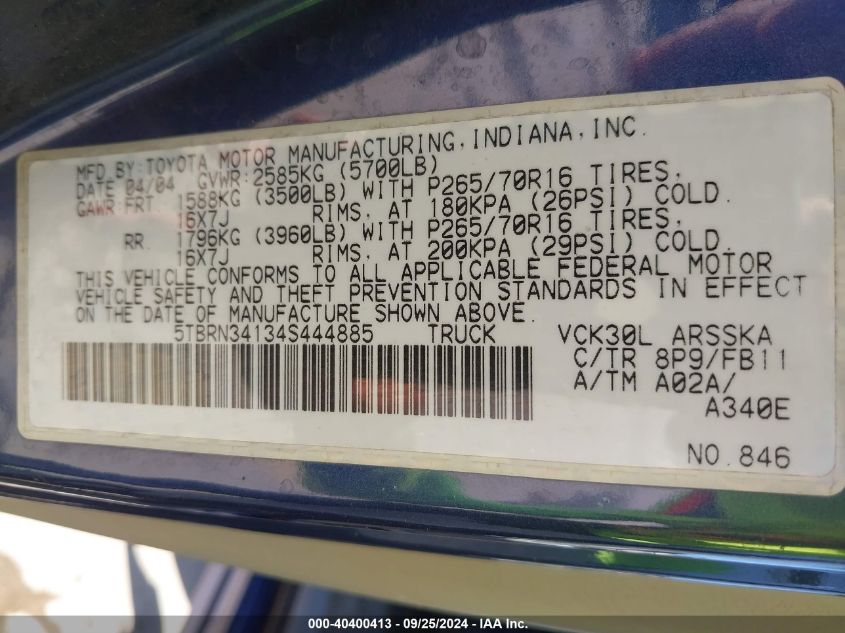 MFD BY:TOYOTA MOTOR MANUFACTURING,INDIANA,INC.
DATE 04/04 GVWR:2585KG (5700LB)
GAWR:FRT 1588KG (3500LB) WITH P265/70R16 TIRES,
16X7J RIMS, AT 180KPA (26PSI) COLD.
RR. 1796KG (3960LB) WITH P265/70R16 TIRES,
16X7J RIMS, AT 200KPA (29PSI) COLD.
THIS VEHICLE CONFORMS TO ALL APPLICABLE FEDERAL MOTOR
VEHICLE SAFETY AND THEFT PREVENTION STANDARDS IN EFFECT
ON THE DATE OF MANUFACTURE SHOWN ABOVE.
5TBRN34134S444885 TRUCK VCK30L ARSSKA
C/TR 8P9/FB11
A/TM A02A/
A340E
NO.846
000-40400413 - 09/25/2024 - IAA Inc.